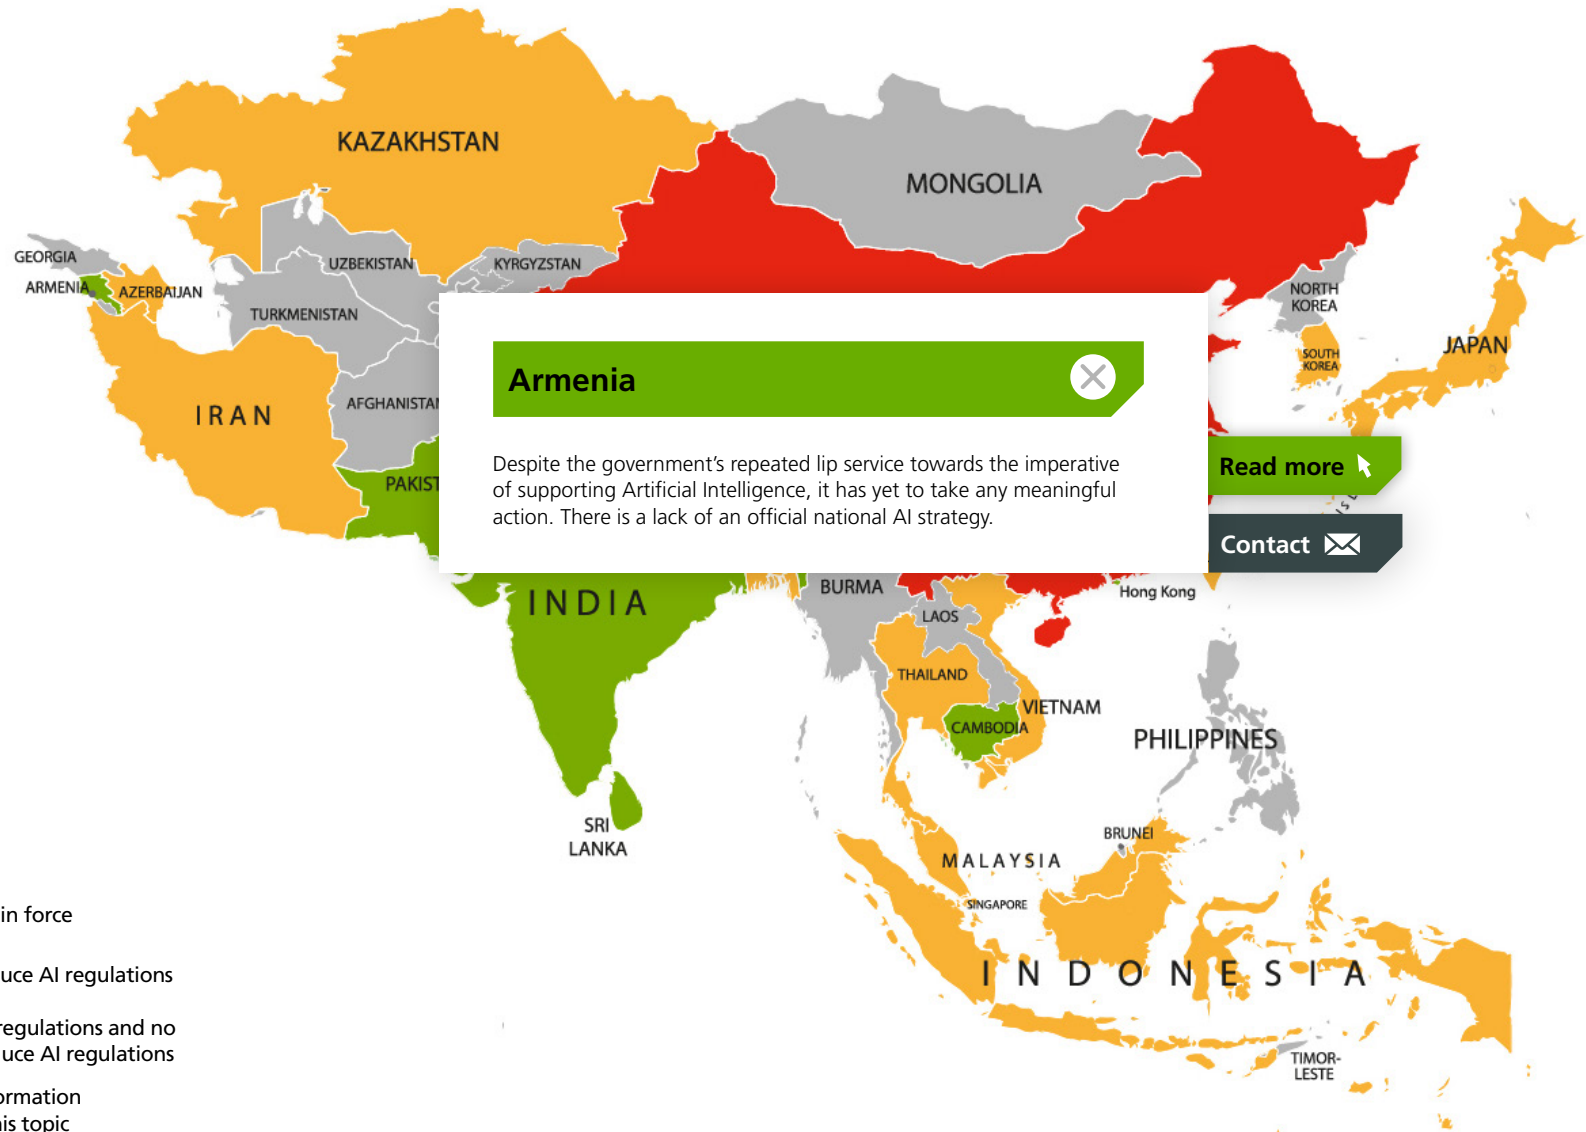 KAZAKHSTAN
MONGOLIA
GEORGIA
UZBEKISTAN
KYRGYZSTAN
ARMENIA
AZERBAIJAN
TURKMENISTAN
NORTH
KOREA
SOUTH
KOREA
JAPAN
IRAN
AFGHANISTAN
PAKIST
Armenia
Despite the government's repeated lip service towards the imperative
of supporting Artificial Intelligence, it has yet to take any meaningful
action. There is a lack of an official national AI strategy.
Read more
Contact
INDIA
BURMA
Hong Kong
LAOS
THAILAND
VIETNAM
CAMBODIA
PHILIPPINES
SRI
LANKA
BRUNEI
MALAYSIA
SINGAPORE
INDONESIA
TIMOR-
LESTE
in force
uce AI regulations
regulations and no
uce AI regulations
ormation
is topic